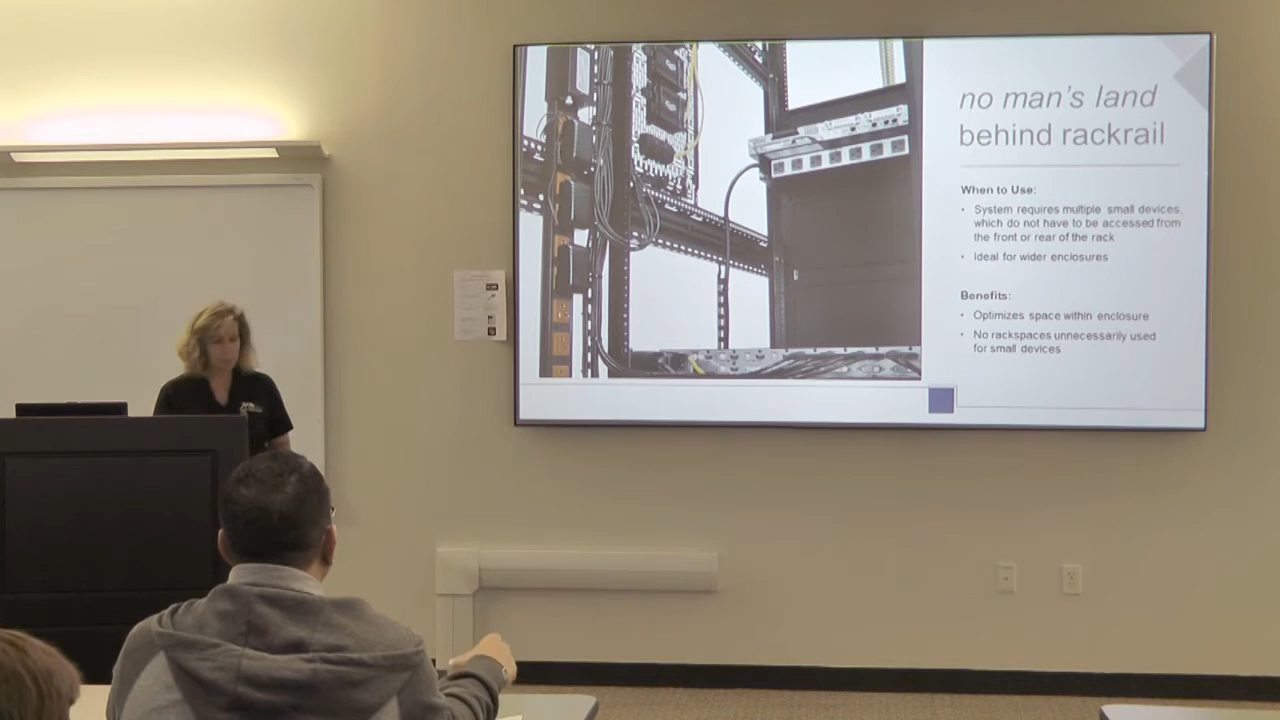 no man's land
behind rackrail
When to Use:
• System requires multiple small devices,
which do not have to be accessed from
the front or rear of the rack
• Ideal for wider enclosures
Benefits:
• Optimizes space within enclosure
• No rackspaces unnecessarily used
for small devices